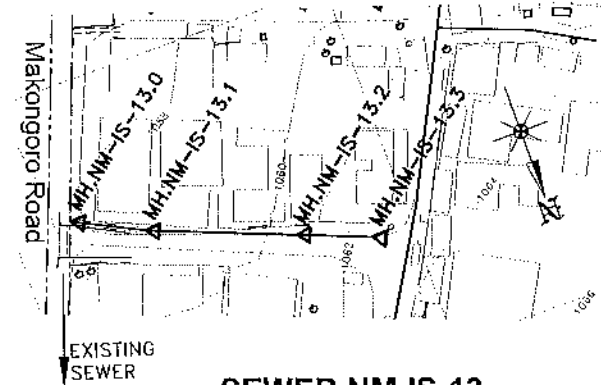 Makongoro Road
MH.NM-IS-13.0
MH.NM-IS-13.1
MH.NM-IS-13.2
MH.NM-IS-13.3
1060
1062
1064
1066
N
EXISTING
SEWER
SEWER NM-IS-13